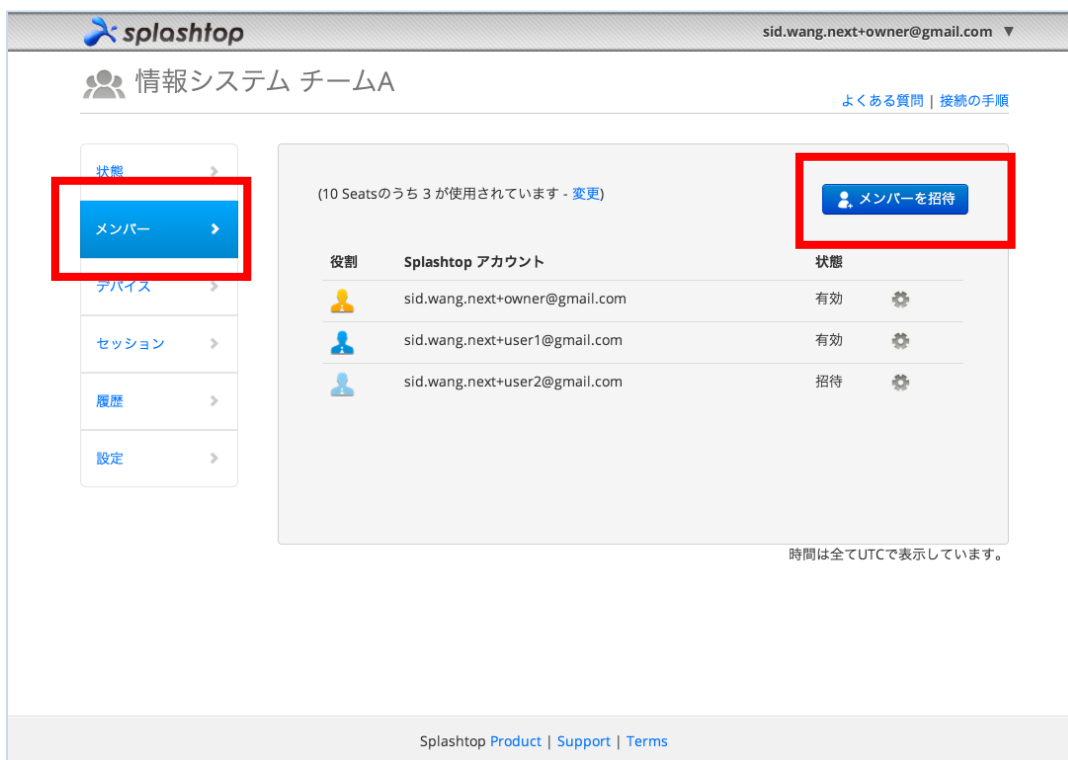 splashtop
sid.wang.next+owner@gmail.com ▼
情報システム チームA
よくある質問 | 接続の手順
状態
メンバー
デバイス
セッション
履歴
設定
(10 Seatsのうち 3 が使用されています - 変更)
メンバーを招待
役割 Splashtop アカウント 状態
sid.wang.next+owner@gmail.com 有効
sid.wang.next+user1@gmail.com 有効
sid.wang.next+user2@gmail.com 招待
時間は全てUTCで表示しています。
Splashtop Product | Support | Terms